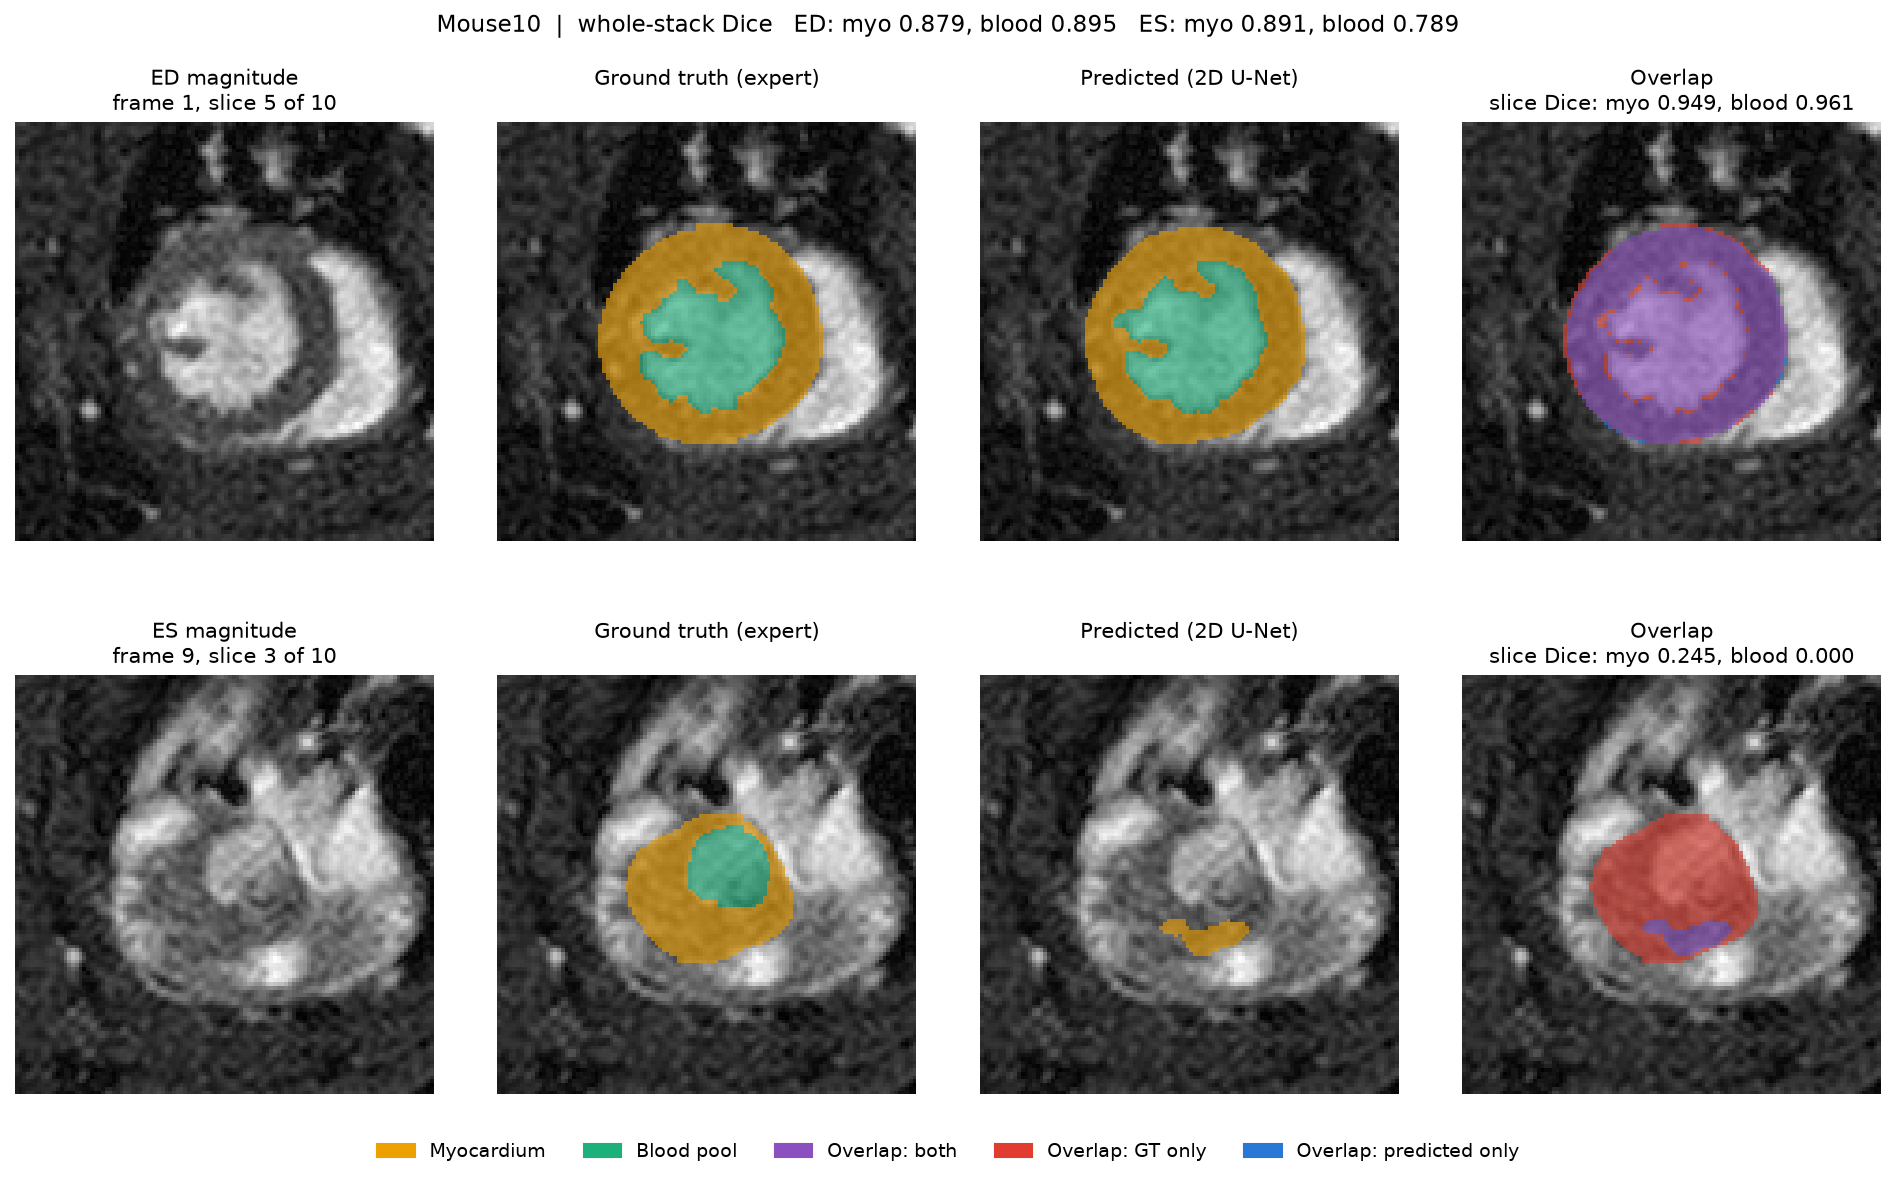 Mouse10 | whole-stack Dice ED: myo 0.879, blood 0.895 ES: myo 0.891, blood 0.789
ED magnitude
frame 1, slice 5 of 10
Ground truth (expert)
Predicted (2D U-Net)
Overlap
slice Dice: myo 0.949, blood 0.961
ES magnitude
frame 9, slice 3 of 10
Ground truth (expert)
Predicted (2D U-Net)
Overlap
slice Dice: myo 0.245, blood 0.000
Myocardium
Blood pool
Overlap: both
Overlap: GT only
Overlap: predicted only